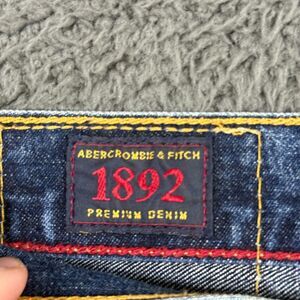 ABERCROMBIE & FITCH
1892
PREMIUM DENIM